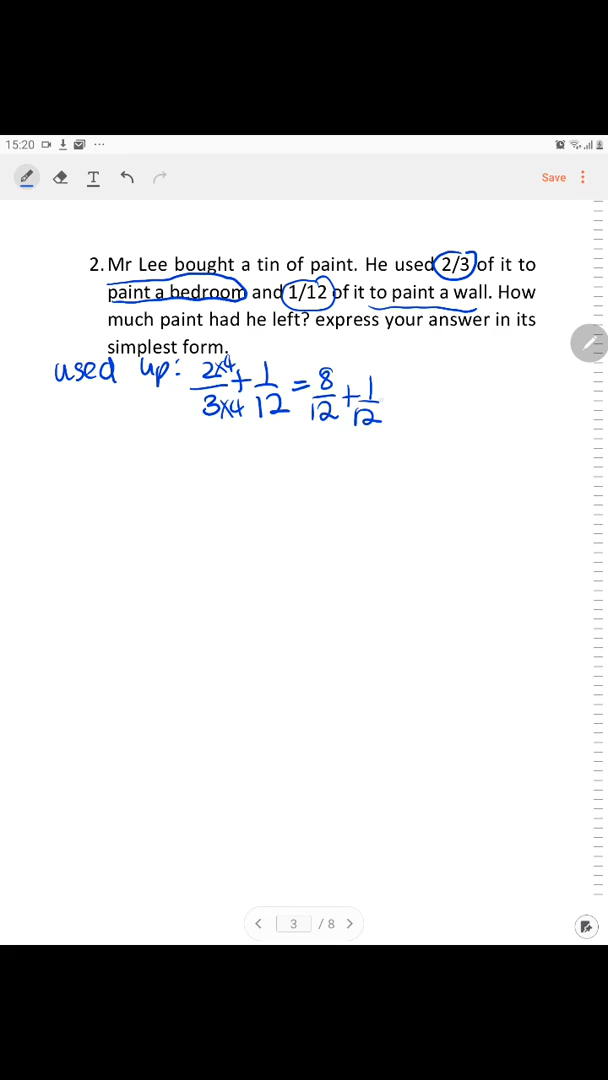 15:20
T
Save
2. Mr Lee bought a tin of paint. He used 2/3 of it to
paint a bedroom and 1/12 of it to paint a wall. How
much paint had he left? express your answer in its
simplest form.
used up: 2x4/3x4 + 1/12 = 8/12 + 1/12
3 / 8